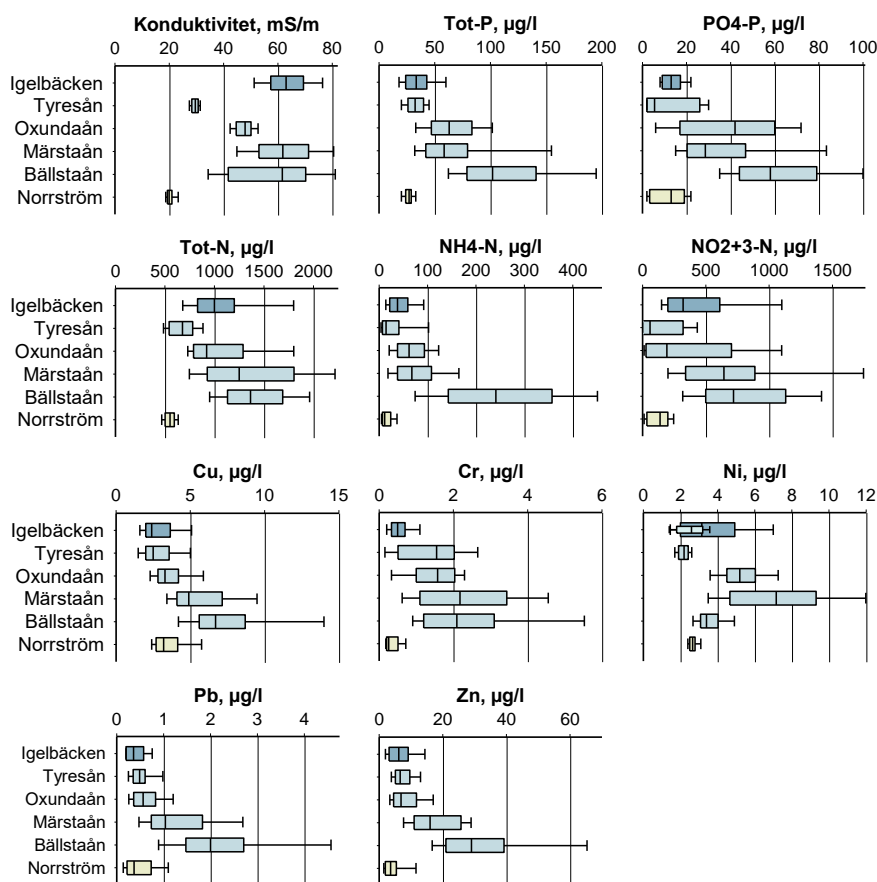 Konduktivitet, mS/m Tot-P, µg/l PO4-P, µg/l
0 20 40 60 80 0 50 100 150 200 0 20 40 60 80 100
Igelbäcken
Tyresån
Oxundaån
Märstaån
Bällstaån
Norrström
Tot-N, µg/l NH4-N, µg/l NO2+3-N, µg/l
0 500 1000 1500 2000 0 100 200 300 400 0 500 1000 1500
Igelbäcken
Tyresån
Oxundaån
Märstaån
Bällstaån
Norrström
Cu, µg/l Cr, µg/l Ni, µg/l
0 5 10 15 0 2 4 6 0 2 4 6 8 10 12
Igelbäcken
Tyresån
Oxundaån
Märstaån
Bällstaån
Norrström
Pb, µg/l Zn, µg/l
0 1 2 3 4 0 20 40 60
Igelbäcken
Tyresån
Oxundaån
Märstaån
Bällstaån
Norrström